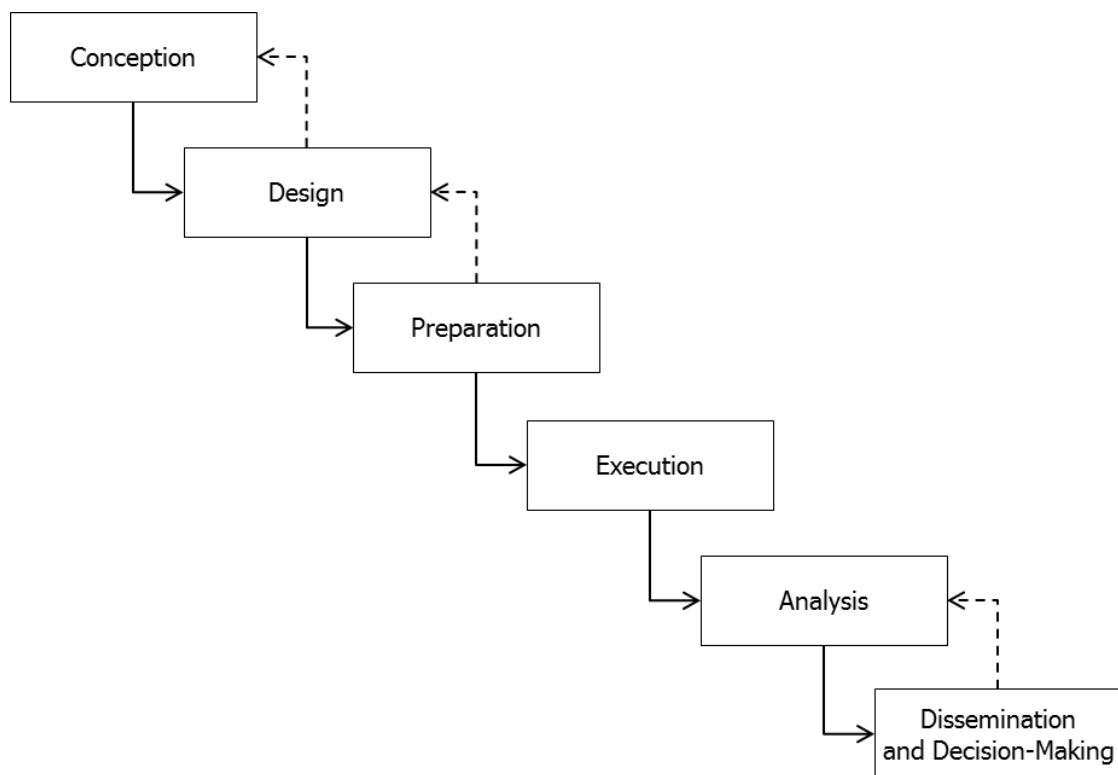 Conception
Design
Preparation
Execution
Analysis
Dissemination
and Decision-Making